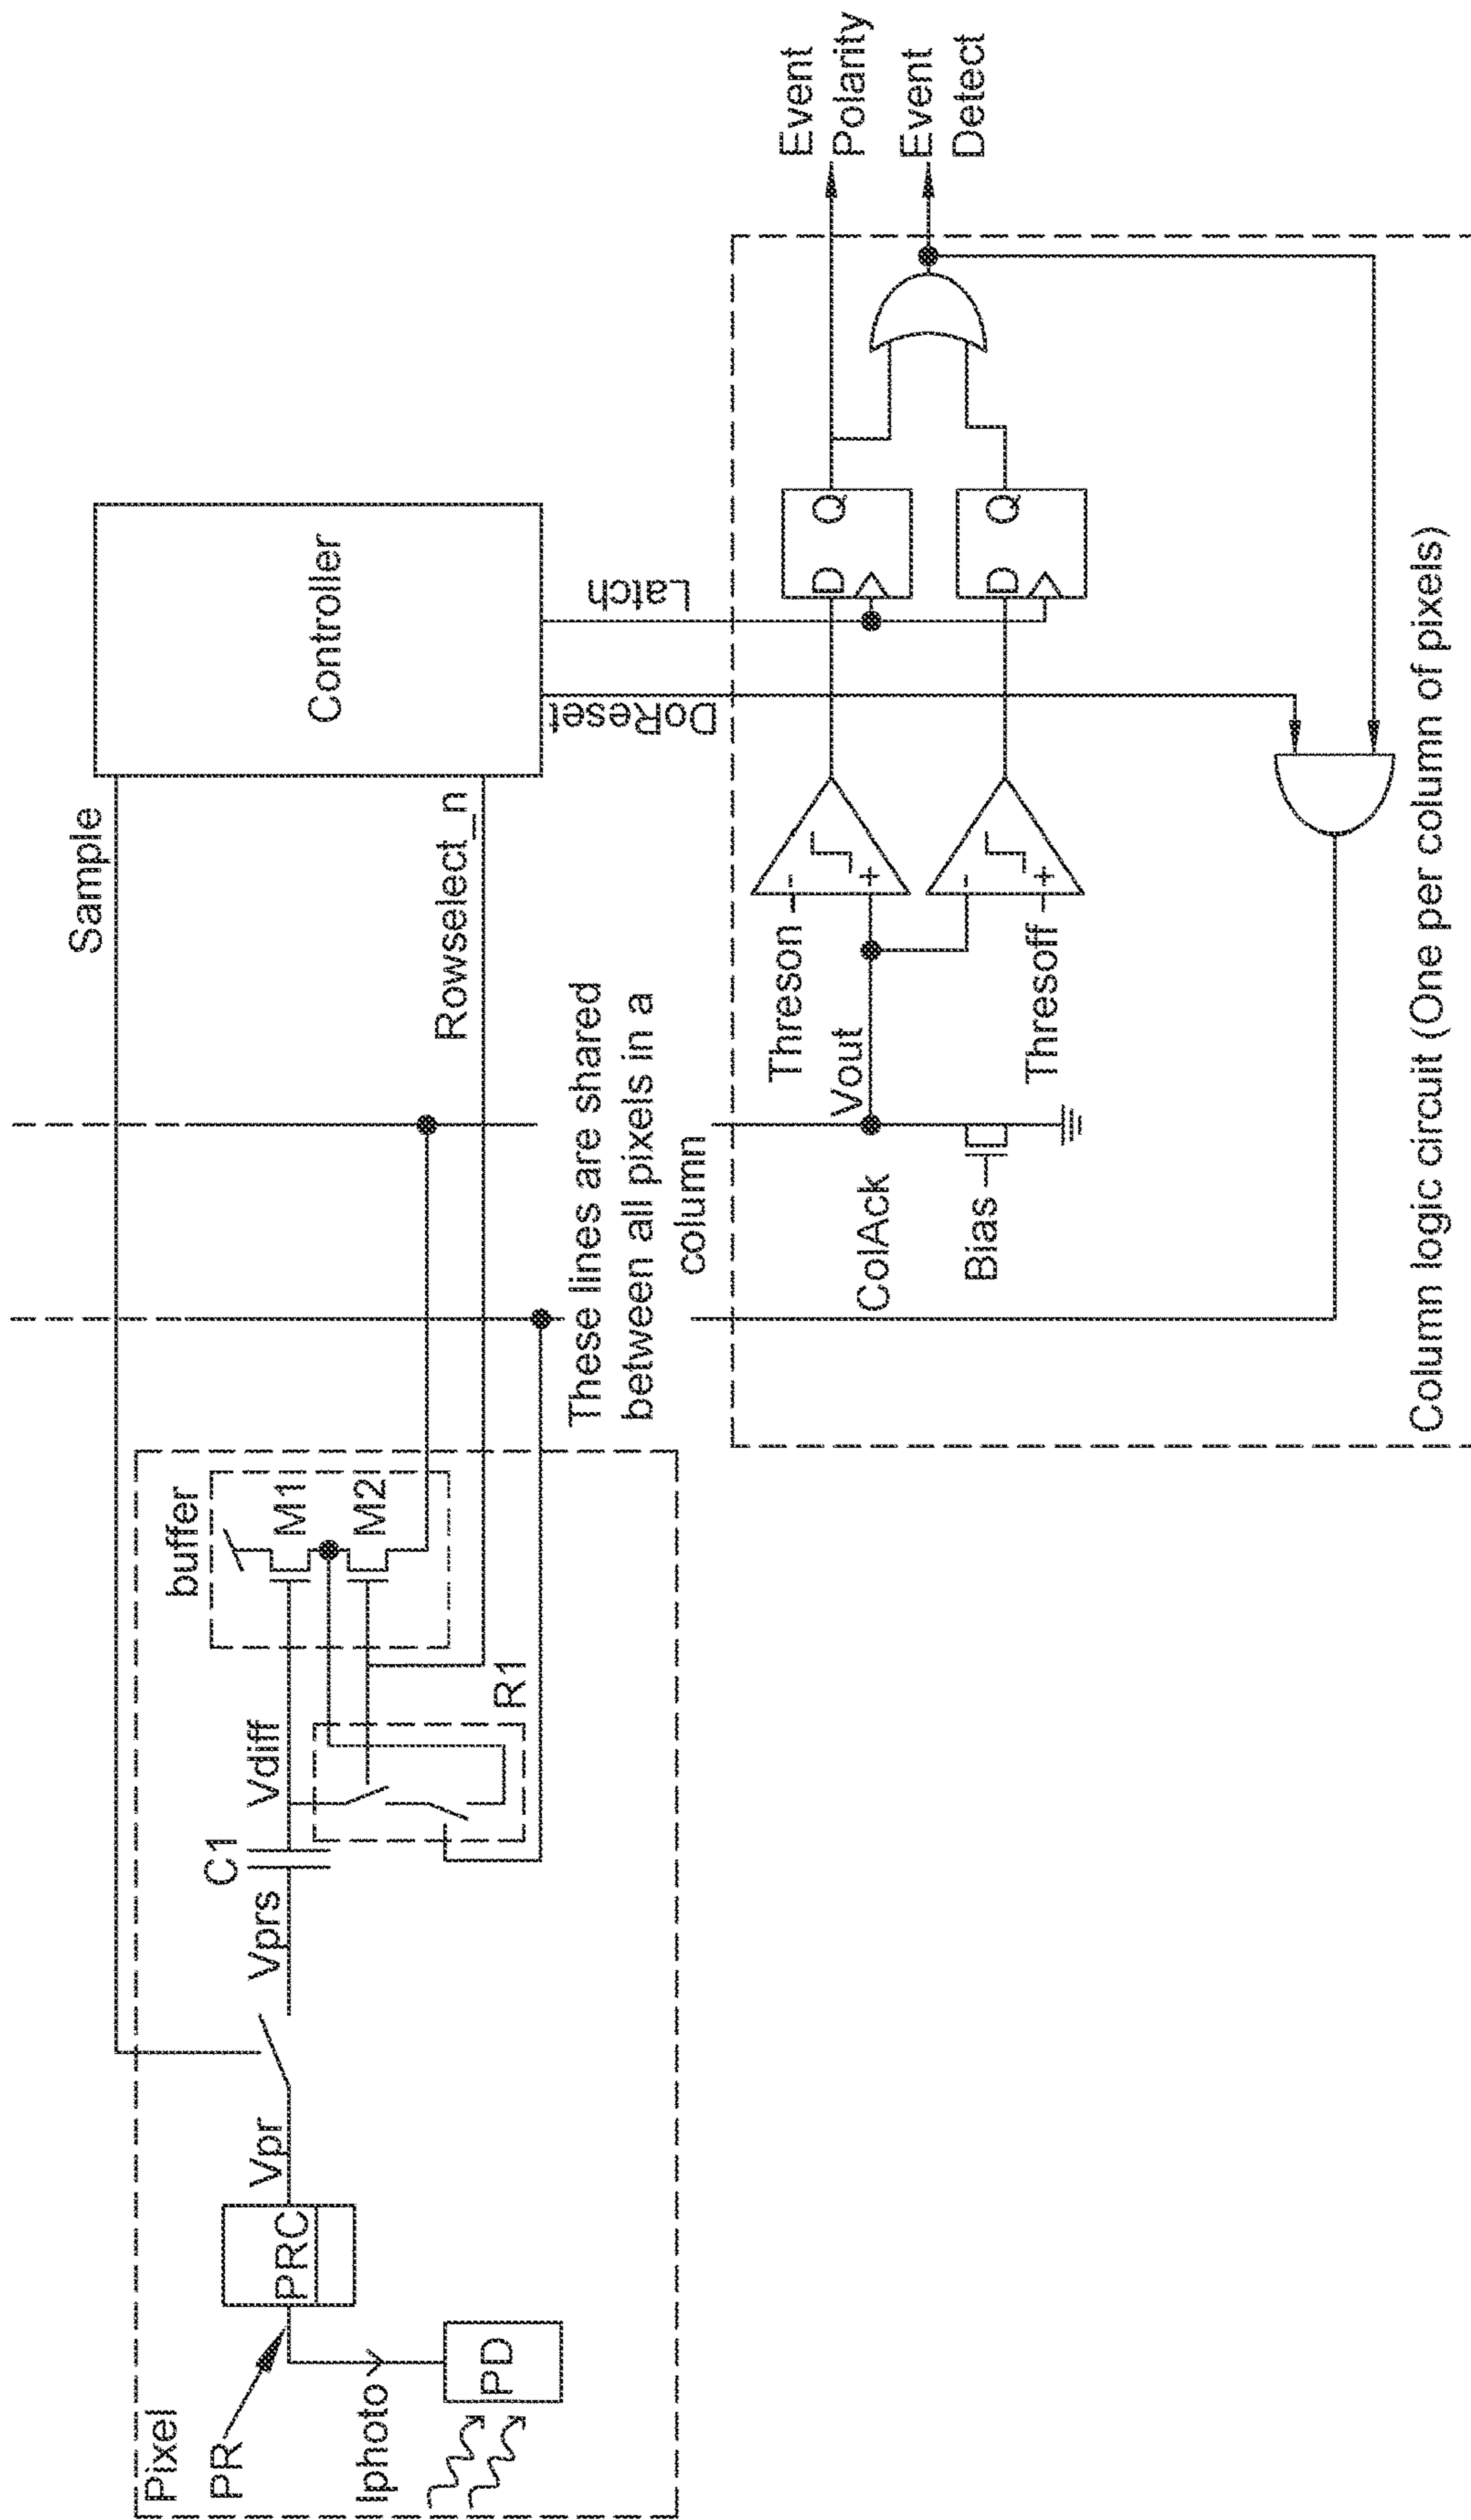 Pixel
PR
Iphoto
PD
PRC
Vpr
Vprs
C1
Vdiff
R1
buffer
M1
M2
Sample
Rowselect_n
Controller
DoReset
Latch
These lines are shared
between all pixels in a
column
ColAck
Bias
Vout
Threson
Thresoff
-
+
-
+
D
Q
D
Q
Event
Polarity
Event
Detect
Column logic circuit (One per column of pixels)